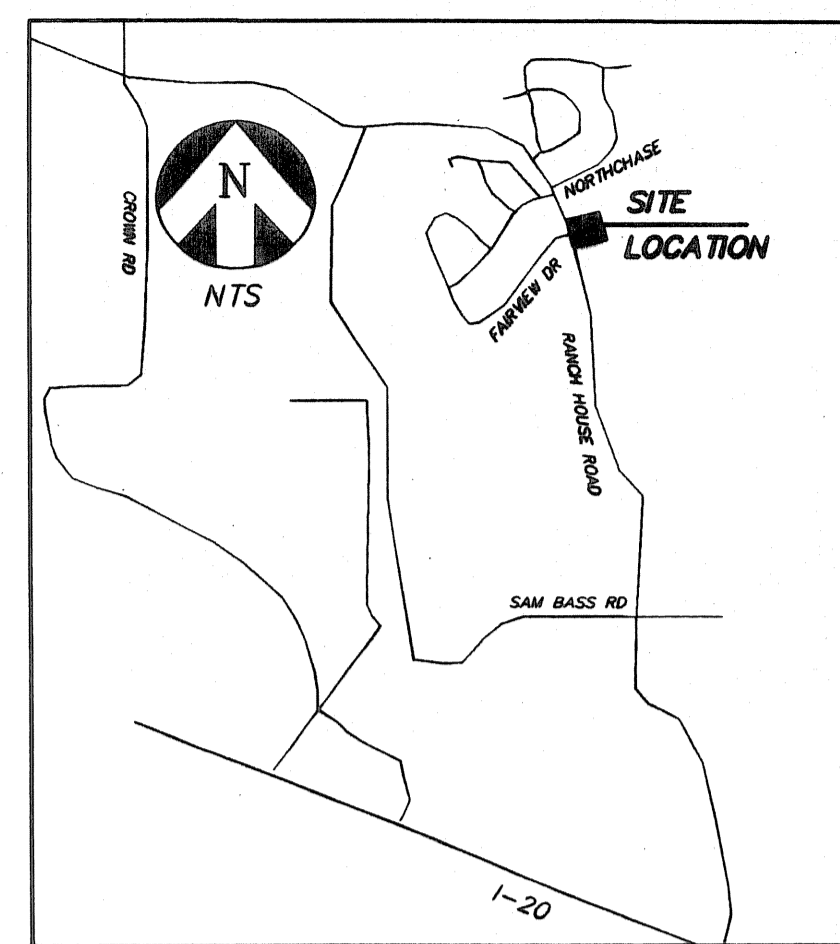 NORTHCHASE
N
SITE
LOCATION
CROWN RD
NTS
FAIRVIEW DR
RANCH HOUSE ROAD
SAM BASS RD
I-20